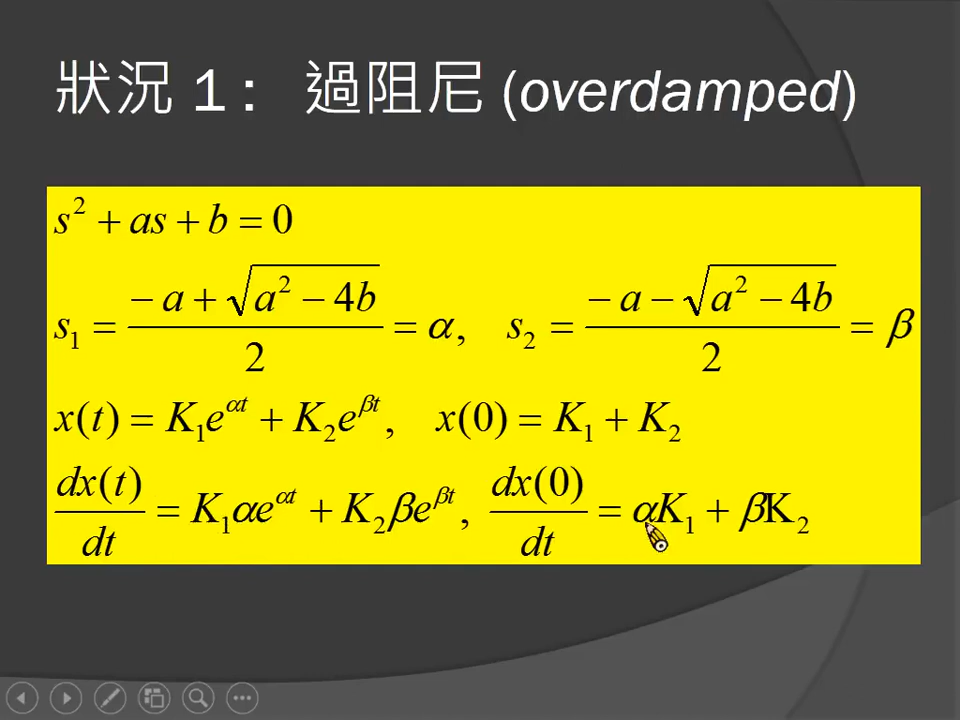 狀況 1： 過阻尼 (overdamped)
s² + as + b = 0
s₁ = (−a + √(a² − 4b)) / 2 = α, s₂ = (−a − √(a² − 4b)) / 2 = β
x(t) = K₁e^{αt} + K₂e^{βt}, x(0) = K₁ + K₂
dx(t)/dt = K₁αe^{αt} + K₂βe^{βt}, dx(0)/dt = αK₁ + βK₂